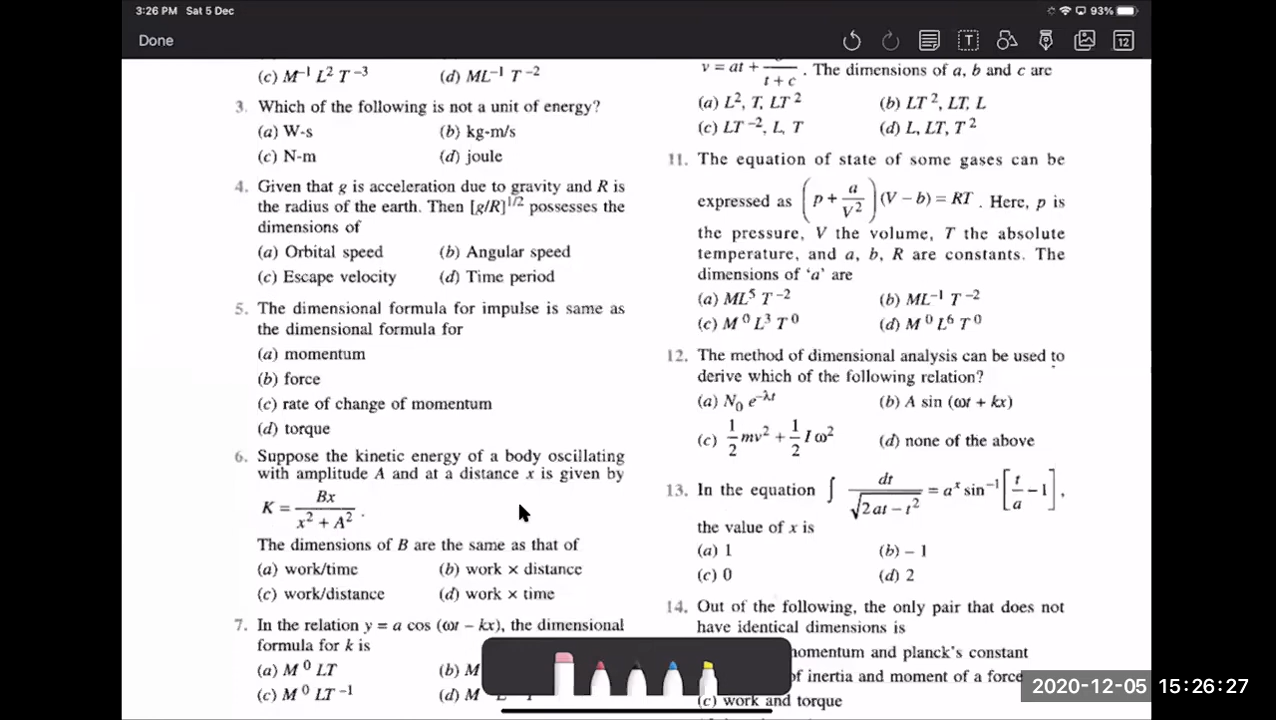 3:26 PM Sat 5 Dec
93%
Done
12
(c) M⁻¹ L² T⁻³ (d) ML⁻¹ T⁻²
3. Which of the following is not a unit of energy?
(a) W-s (b) kg-m/s
(c) N-m (d) joule
4. Given that g is acceleration due to gravity and R is
the radius of the earth. Then [g/R]^1/2 possesses the
dimensions of
(a) Orbital speed (b) Angular speed
(c) Escape velocity (d) Time period
5. The dimensional formula for impulse is same as
the dimensional formula for
(a) momentum
(b) force
(c) rate of change of momentum
(d) torque
6. Suppose the kinetic energy of a body oscillating
with amplitude A and at a distance x is given by
K = Bx / x² + A² .
The dimensions of B are the same as that of
(a) work/time (b) work × distance
(c) work/distance (d) work × time
7. In the relation y = a cos (ωt – kx), the dimensional
formula for k is
(a) M⁰ LT (b) M
(c) M⁰ LT⁻¹ (d) M
v = at + / t + c . The dimensions of a, b and c are
(a) L², T, LT² (b) LT², LT, L
(c) LT⁻², L, T (d) L, LT, T²
11. The equation of state of some gases can be
expressed as (p + a/V²) (V – b) = RT . Here, p is
the pressure, V the volume, T the absolute
temperature, and a, b, R are constants. The
dimensions of ‘a’ are
(a) ML⁵ T⁻² (b) ML⁻¹ T⁻²
(c) M⁰ L³ T⁰ (d) M⁰ L⁶ T⁰
12. The method of dimensional analysis can be used to
derive which of the following relation?
(a) N₀ e^–λt (b) A sin (ωt + kx)
(c) 1/2 mv² + 1/2 I ω² (d) none of the above
13. In the equation ∫ dt / √2at – t² = aˣ sin⁻¹ [t/a – 1] ,
the value of x is
(a) 1 (b) – 1
(c) 0 (d) 2
14. Out of the following, the only pair that does not
have identical dimensions is
momentum and planck’s constant
of inertia and moment of a force
(c) work and torque
2020-12-05 15:26:27